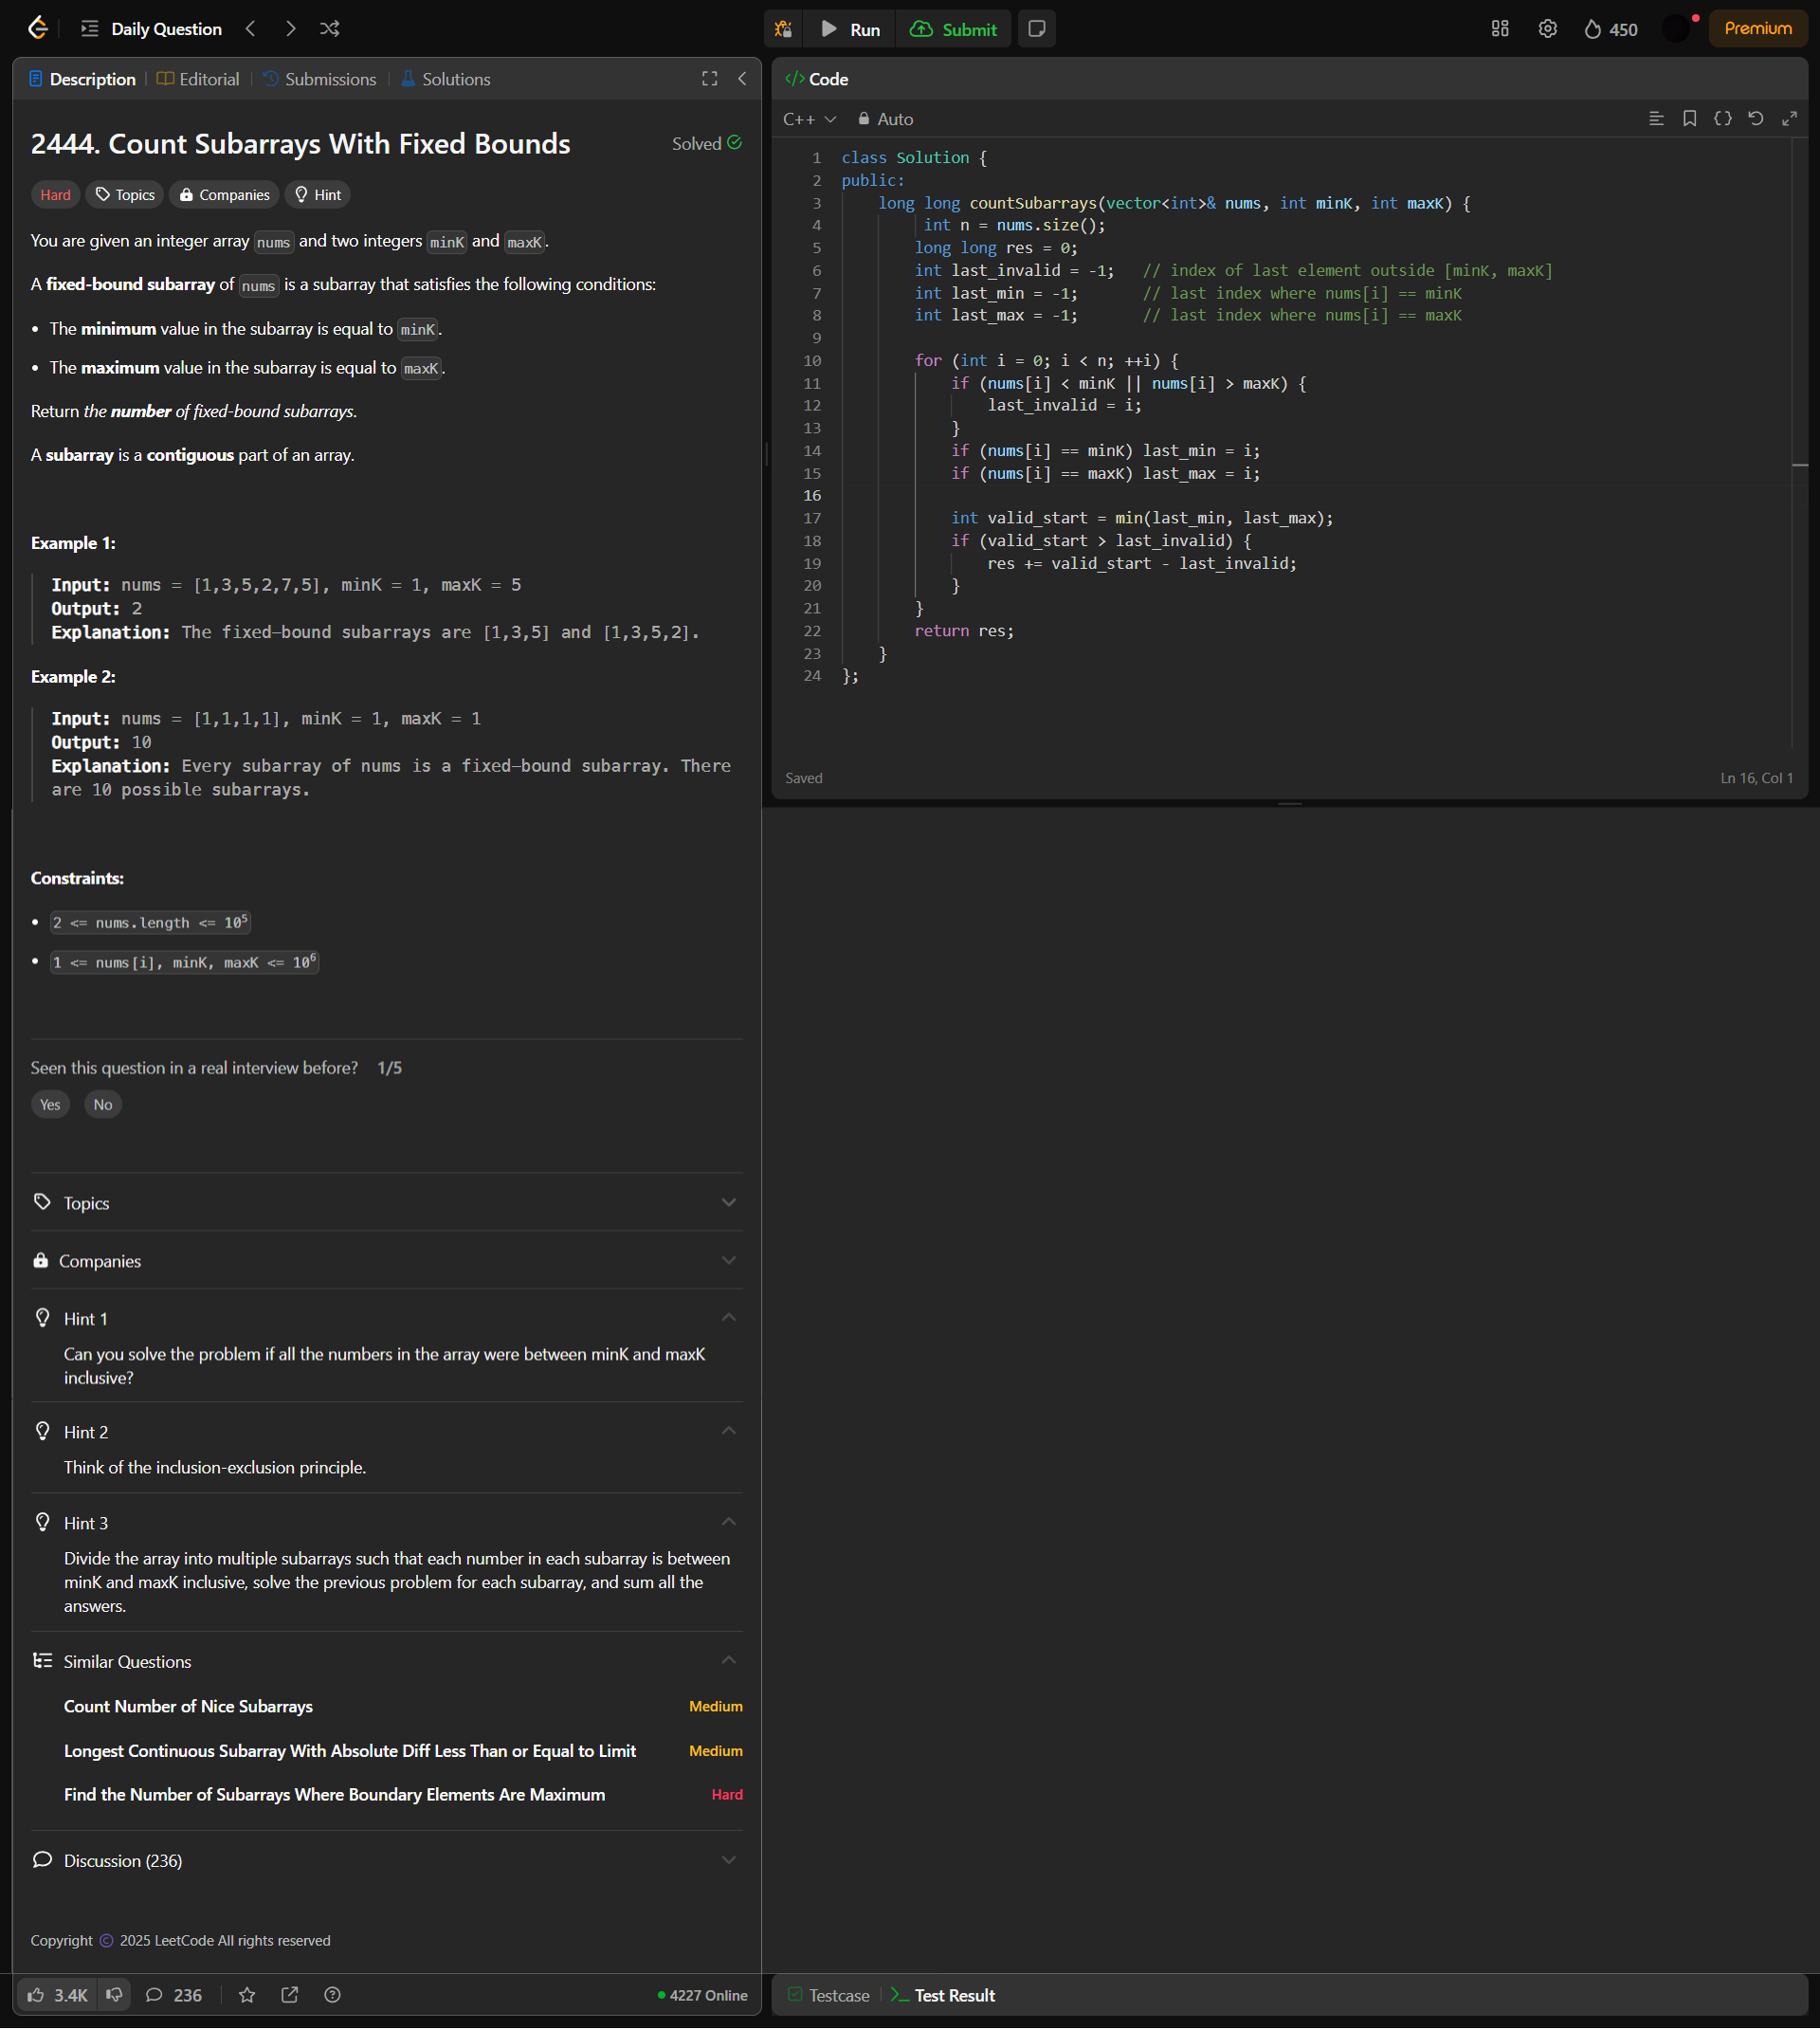 Daily Question
Run
Submit
450
Premium
Description
Editorial
Submissions
Solutions
2444. Count Subarrays With Fixed Bounds
Solved
Hard
Topics
Companies
Hint
You are given an integer array nums and two integers minK and maxK.
A fixed-bound subarray of nums is a subarray that satisfies the following conditions:
• The minimum value in the subarray is equal to minK.
• The maximum value in the subarray is equal to maxK.
Return the number of fixed-bound subarrays.
A subarray is a contiguous part of an array.
Example 1:
Input: nums = [1,3,5,2,7,5], minK = 1, maxK = 5
Output: 2
Explanation: The fixed-bound subarrays are [1,3,5] and [1,3,5,2].
Example 2:
Input: nums = [1,1,1,1], minK = 1, maxK = 1
Output: 10
Explanation: Every subarray of nums is a fixed-bound subarray. There
are 10 possible subarrays.
Constraints:
• 2 <= nums.length <= 10⁵
• 1 <= nums[i], minK, maxK <= 10⁶
Seen this question in a real interview before? 1/5
Yes
No
Topics
Companies
Hint 1
Can you solve the problem if all the numbers in the array were between minK and maxK
inclusive?
Hint 2
Think of the inclusion-exclusion principle.
Hint 3
Divide the array into multiple subarrays such that each number in each subarray is between
minK and maxK inclusive, solve the previous problem for each subarray, and sum all the
answers.
Similar Questions
Count Number of Nice Subarrays Medium
Longest Continuous Subarray With Absolute Diff Less Than or Equal to Limit Medium
Find the Number of Subarrays Where Boundary Elements Are Maximum Hard
Discussion (236)
Copyright © 2025 LeetCode All rights reserved
3.4K
236
4227 Online
</> Code
C++
Auto
1 class Solution {
2 public:
3     long long countSubarrays(vector<int>& nums, int minK, int maxK) {
4          int n = nums.size();
5         long long res = 0;
6         int last_invalid = -1;   // index of last element outside [minK, maxK]
7         int last_min = -1;       // last index where nums[i] == minK
8         int last_max = -1;       // last index where nums[i] == maxK
9
10         for (int i = 0; i < n; ++i) {
11             if (nums[i] < minK || nums[i] > maxK) {
12                 last_invalid = i;
13             }
14             if (nums[i] == minK) last_min = i;
15             if (nums[i] == maxK) last_max = i;
16
17             int valid_start = min(last_min, last_max);
18             if (valid_start > last_invalid) {
19                 res += valid_start - last_invalid;
20             }
21         }
22         return res;
23     }
24 };
Saved
Ln 16, Col 1
Testcase
Test Result